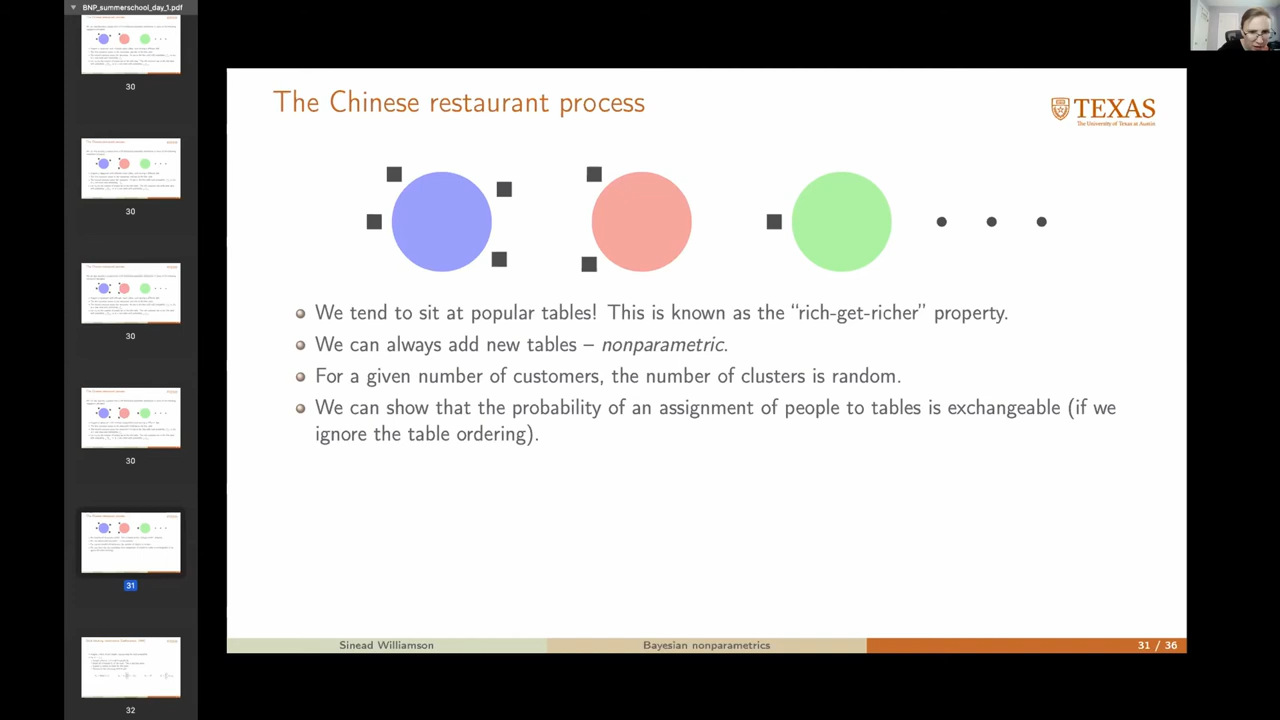 BNP_summerschool_day_1.pdf
30
30
30
30
31
32
The Chinese restaurant process
TEXAS
The University of Texas at Austin
We tend to sit at popular tables! This is known as the “rich-get-richer” property.
We can always add new tables – nonparametric.
For a given number of customers, the number of clusters is random.
We can show that the probability of an assignment of people to tables is exchangeable (if we
ignore the table ordering).
Sinead Williamson
Bayesian nonparametrics
31 / 36